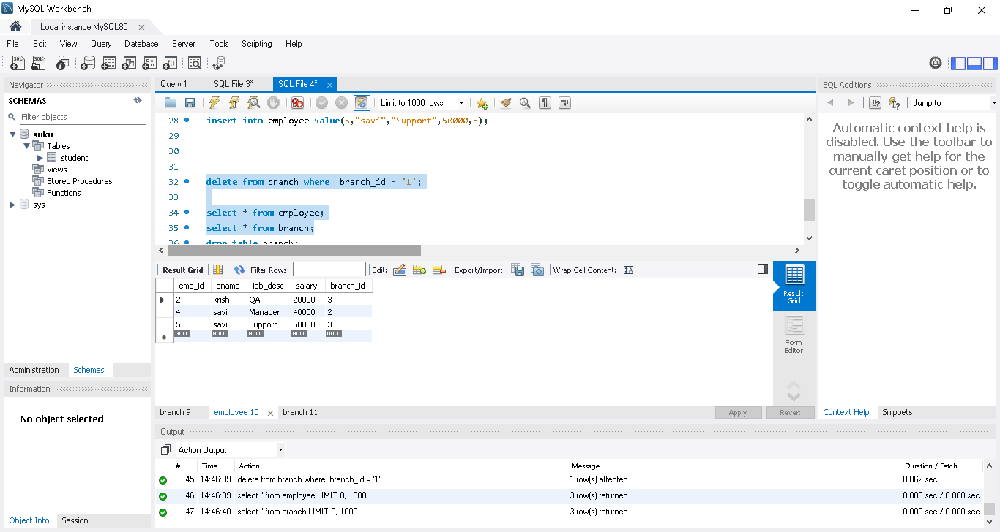 MySQL Workbench
Local instance MySQL80
File Edit View Query Database Server Tools Scripting Help
Navigator
SCHEMAS
Filter objects
suku
Tables
student
Views
Stored Procedures
Functions
sys
Administration Schemas
Information
No object selected
Object Info Session
Query 1 SQL File 3* SQL File 4*
Limit to 1000 rows
28 insert into employee value(5,"savi","Support",50000,3);
29
30
31
32 delete from branch where  branch_id = '1';
33
34 select * from employee;
35 select * from branch;
36 drop table branch;
Result Grid Filter Rows: Edit: Export/Import: Wrap Cell Content:
emp_id ename job_desc salary branch_id
2 krish QA 20000 3
4 savi Manager 40000 2
5 savi Support 50000 3
NULL NULL NULL NULL NULL
Result Grid
Form Editor
branch 9 employee 10 branch 11 Apply Revert
Output
Action Output
# Time Action Message Duration / Fetch
45 14:46:39 delete from branch where  branch_id = '1' 1 row(s) affected 0.062 sec
46 14:46:39 select * from employee LIMIT 0, 1000 3 row(s) returned 0.000 sec / 0.000 sec
47 14:46:40 select * from branch LIMIT 0, 1000 3 row(s) returned 0.000 sec / 0.000 sec
SQL Additions
Jump to
Automatic context help is
disabled. Use the toolbar to
manually get help for the
current caret position or to
toggle automatic help.
Context Help Snippets